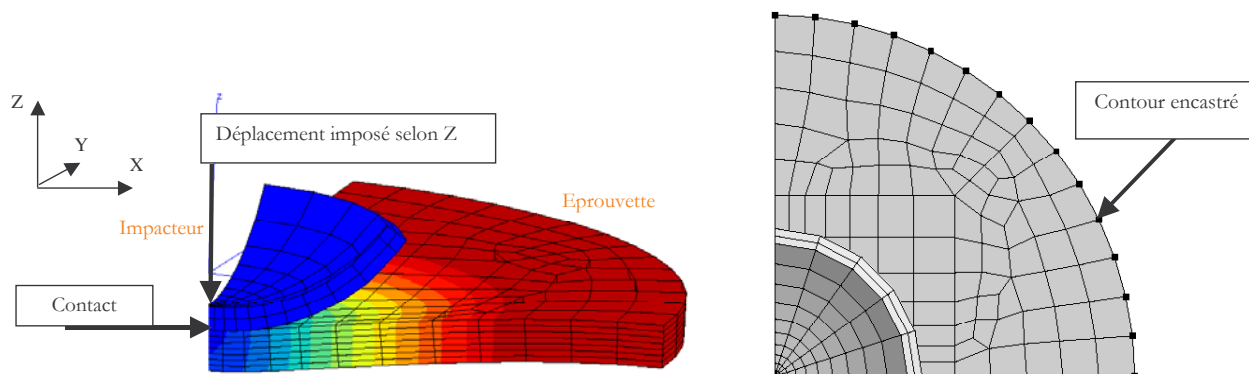 z
Z
Déplacement imposé selon Z
Y
X
Impacteur
Eprouvette
Contact
Contour encastré